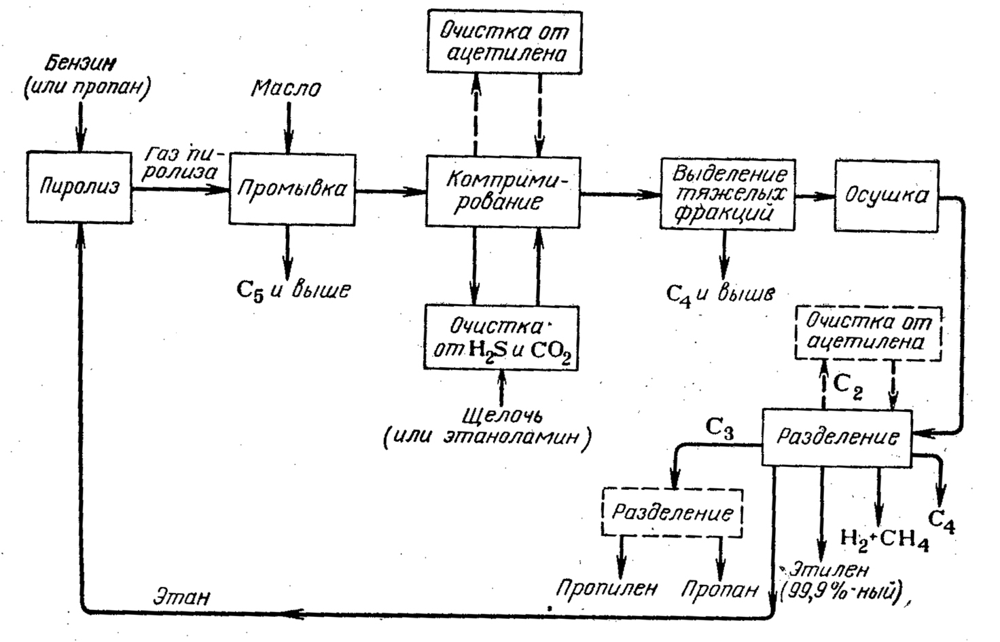 Очистка от
ацетилена
Бензин
(или пропан)
Масло
Пиролиз
Газ пи-
ролиза
Промывка
Комприми-
рование
Выделение
тяжелых
фракций
Осушка
C5 и выше
C4 и выше
Очистка
от H2S и CO2
Щелочь
(или этаноламин)
Очистка от
ацетилена
C2
C3
Разделение
Разделение
C4
H2+CH4
Этилен
(99,9%-ный),
Пропилен
Пропан
Этан